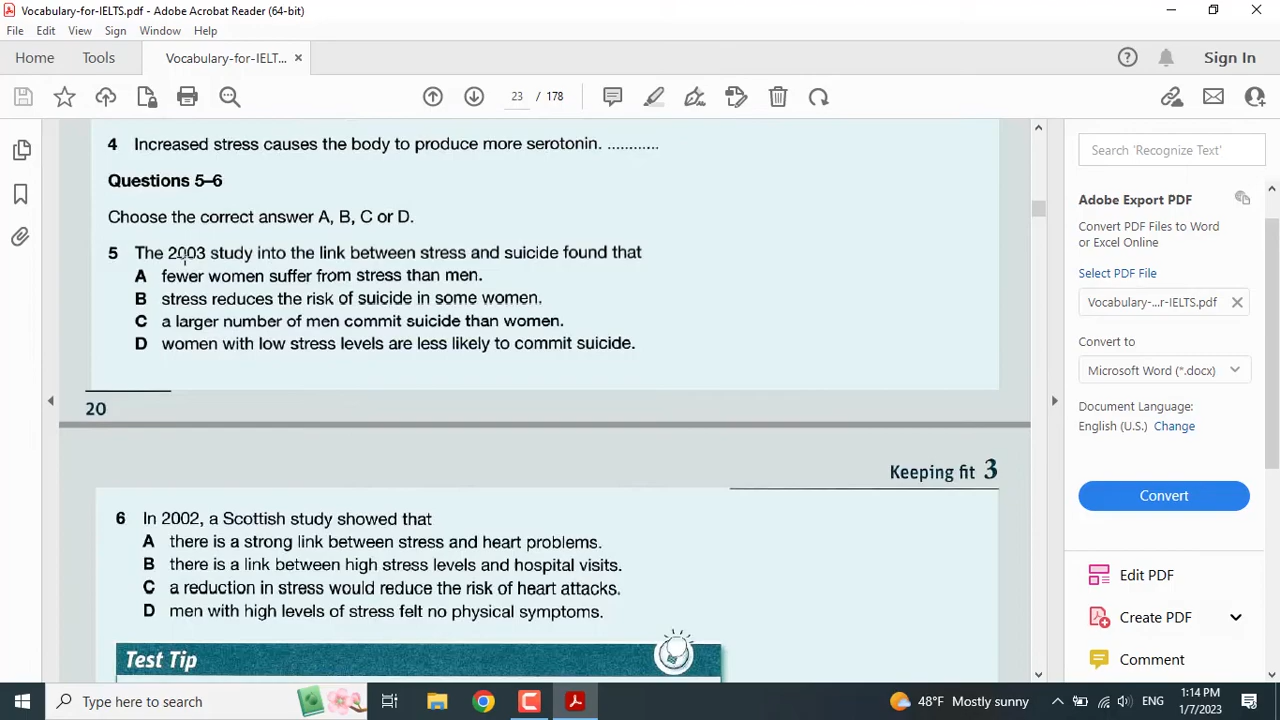 Vocabulary-for-IELTS.pdf - Adobe Acrobat Reader (64-bit)
File Edit View Sign Window Help
Home Tools Vocabulary-for-IELT... × Sign In
23 / 178
4 Increased stress causes the body to produce more serotonin. ............
Questions 5–6
Choose the correct answer A, B, C or D.
5 The 2003 study into the link between stress and suicide found that
A fewer women suffer from stress than men.
B stress reduces the risk of suicide in some women.
C a larger number of men commit suicide than women.
D women with low stress levels are less likely to commit suicide.
20
Keeping fit 3
6 In 2002, a Scottish study showed that
A there is a strong link between stress and heart problems.
B there is a link between high stress levels and hospital visits.
C a reduction in stress would reduce the risk of heart attacks.
D men with high levels of stress felt no physical symptoms.
Test Tip
Search 'Recognize Text'
Adobe Export PDF
Convert PDF Files to Word
or Excel Online
Select PDF File
Vocabulary-...r-IELTS.pdf
Convert to
Microsoft Word (*.docx)
Document Language:
English (U.S.) Change
Convert
Edit PDF
Create PDF
Comment
Type here to search
48°F Mostly sunny
ENG
1:14 PM
1/7/2023